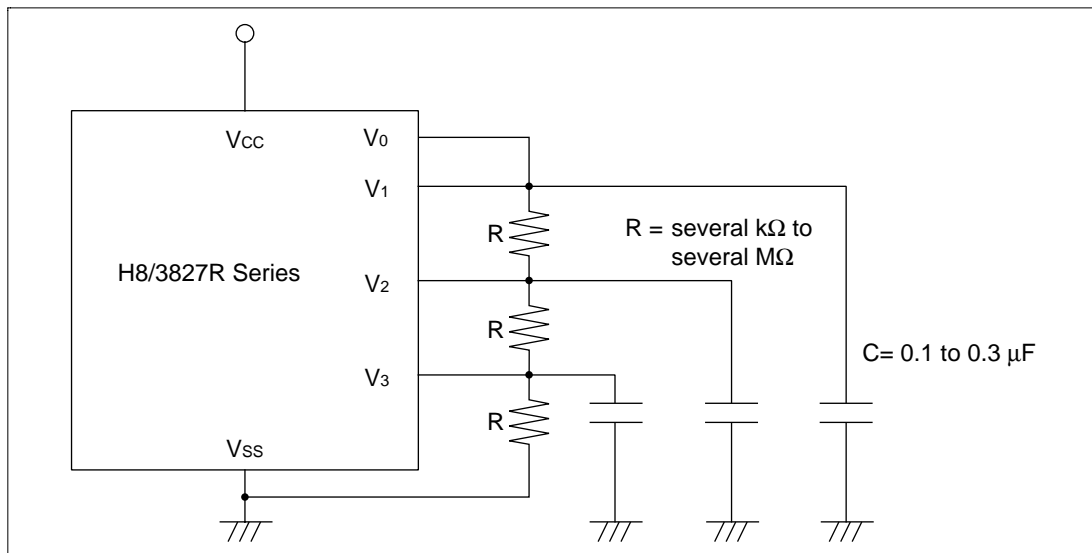 VCC
V0
V1
R
R = several kΩ to
several MΩ
H8/3827R Series
V2
R
C= 0.1 to 0.3 μF
V3
R
VSS